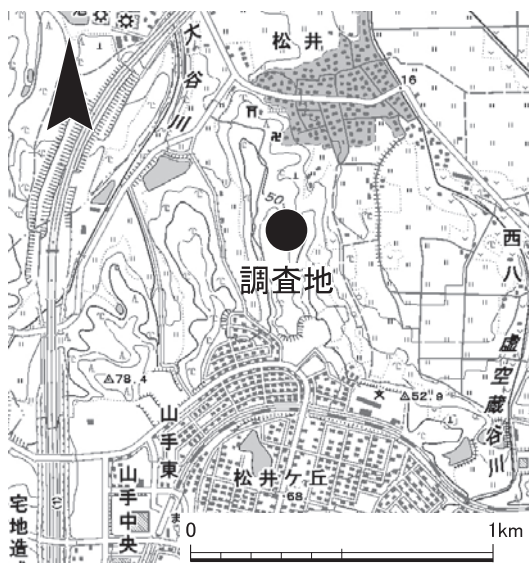 松井
大谷川
16
50
調査地
西八
虚空蔵谷川
78.4
52.9
山手東
松井ケ丘
68
山手中央
宅地造成
0
1km